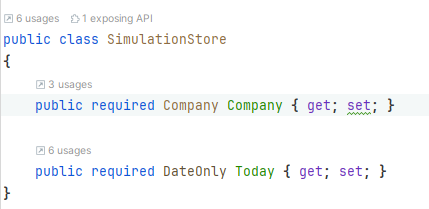 6 usages 1 exposing API
public class SimulationStore
{
3 usages
public required Company Company { get; set; }
6 usages
public required DateOnly Today { get; set; }
}